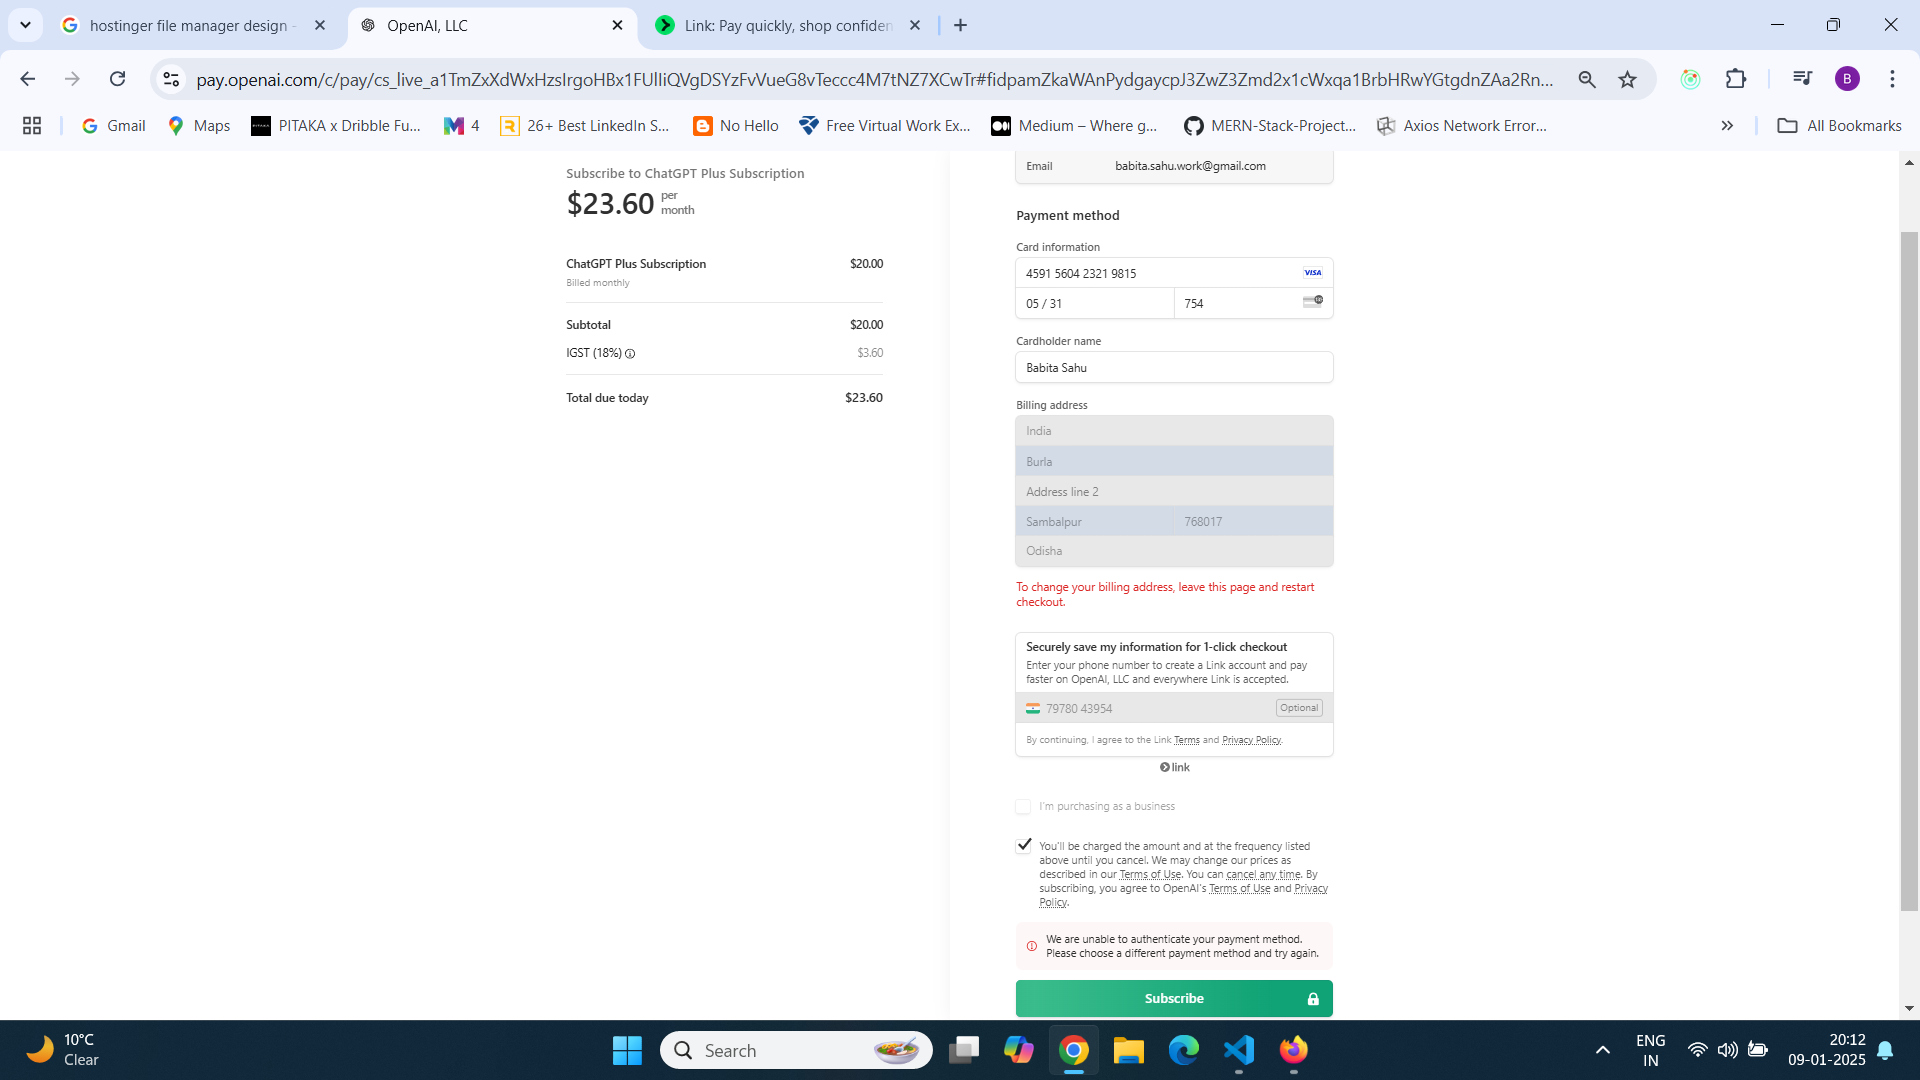 hostinger file manager design -
OpenAI, LLC
Link: Pay quickly, shop confiden
pay.openai.com/c/pay/[redacted]
Gmail
Maps
PITAKA x Dribble Fu...
4
26+ Best LinkedIn S...
No Hello
Free Virtual Work Ex...
Medium – Where g...
MERN-Stack-Project...
Axios Network Error...
All Bookmarks
B
Subscribe to ChatGPT Plus Subscription
$23.60 per
month
ChatGPT Plus Subscription $20.00
Billed monthly
Subtotal $20.00
IGST (18%) $3.60
Total due today $23.60
Email babita.sahu.work@gmail.com
Payment method
Card information
[card number redacted] VISA
[expiry redacted] [security code redacted]
Cardholder name
Babita Sahu
Billing address
India
Burla
Address line 2
Sambalpur 768017
Odisha
To change your billing address, leave this page and restart
checkout.
Securely save my information for 1-click checkout
Enter your phone number to create a Link account and pay
faster on OpenAI, LLC and everywhere Link is accepted.
79780 43954 Optional
By continuing, I agree to the Link Terms and Privacy Policy.
link
I'm purchasing as a business
You'll be charged the amount and at the frequency listed
above until you cancel. We may change our prices as
described in our Terms of Use. You can cancel any time. By
subscribing, you agree to OpenAI's Terms of Use and Privacy
Policy.
We are unable to authenticate your payment method.
Please choose a different payment method and try again.
Subscribe
10°C
Clear
Search
ENG
IN
20:12
09-01-2025